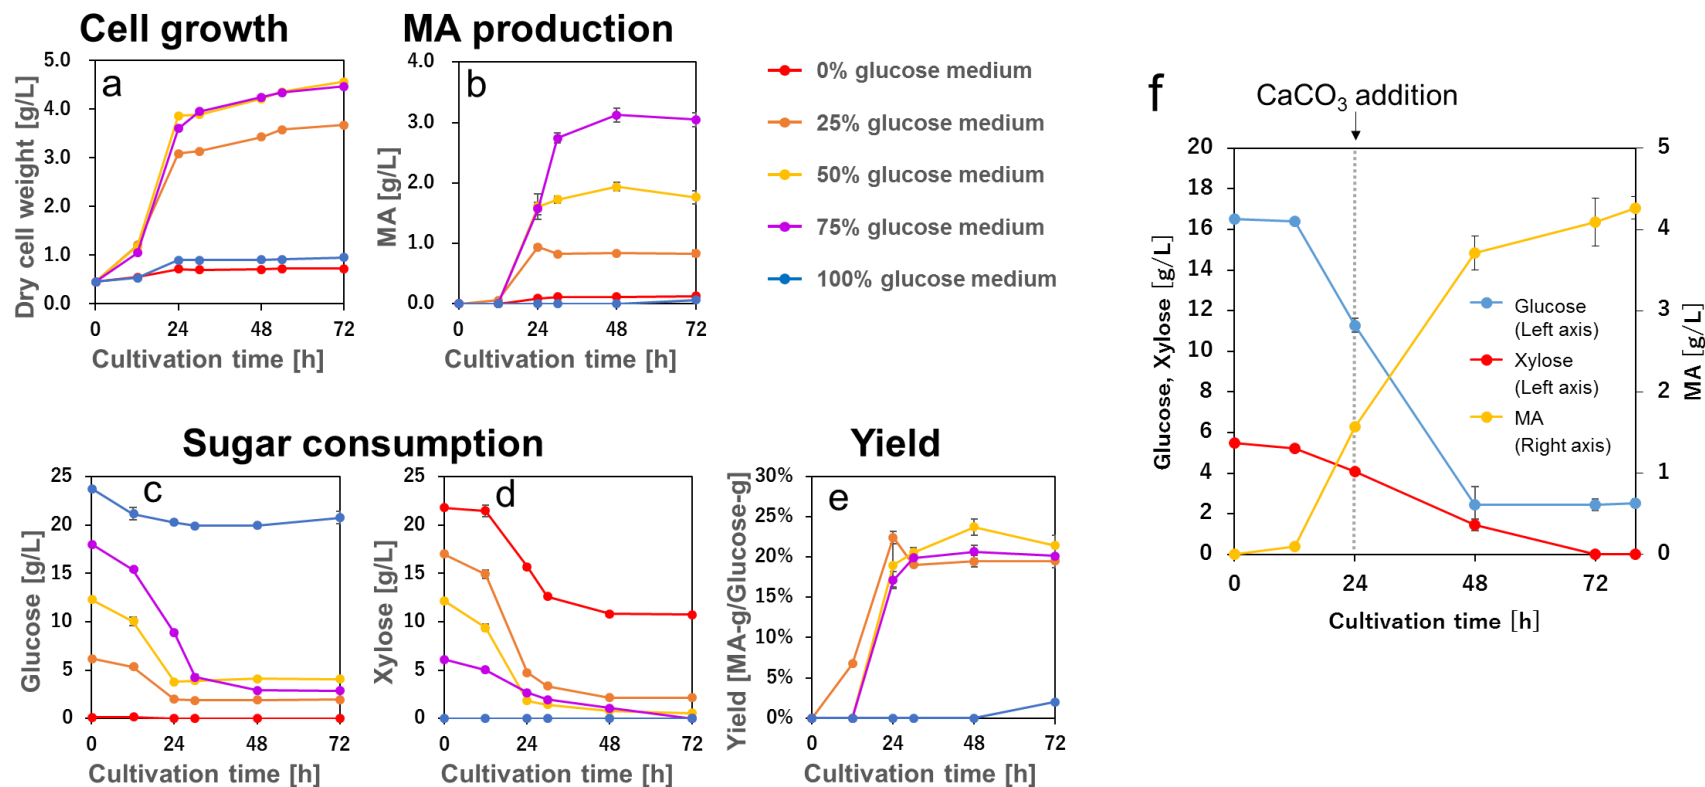 Cell growth
a
Dry cell weight [g/L]
5.0
4.0
3.0
2.0
1.0
0.0
0 24 48 72
Cultivation time [h]
MA production
b
MA [g/L]
4.0
3.0
2.0
1.0
0.0
0 24 48 72
Cultivation time [h]
0% glucose medium
25% glucose medium
50% glucose medium
75% glucose medium
100% glucose medium
Sugar consumption
c
Glucose [g/L]
25
20
15
10
5
0
0 24 48 72
Cultivation time [h]
d
Xylose [g/L]
25
20
15
10
5
0
0 24 48 72
Cultivation time [h]
Yield
e
Yield [MA-g/Glucose-g]
30%
25%
20%
15%
10%
5%
0%
0 24 48 72
Cultivation time [h]
f
CaCO₃ addition
Glucose, Xylose [g/L]
20
18
16
14
12
10
8
6
4
2
0
5
4
3
2
1
0
MA [g/L]
Glucose
(Left axis)
Xylose
(Left axis)
MA
(Right axis)
0 24 48 72
Cultivation time [h]